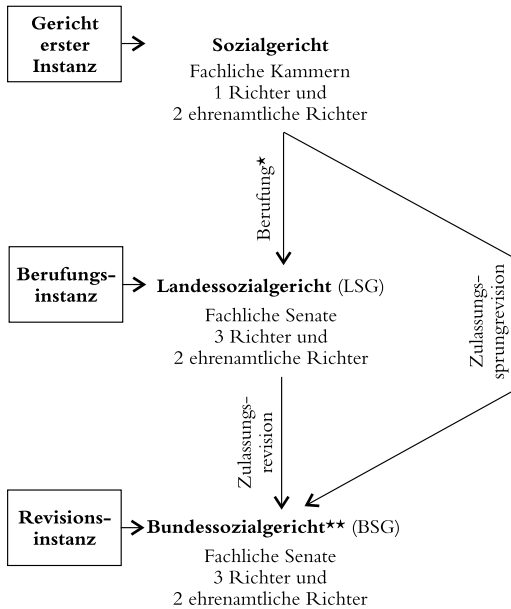 Gericht
erster
Instanz
Sozialgericht
Fachliche Kammern
1 Richter und
2 ehrenamtliche Richter
Berufung★
Zulassungs-
sprungrevision
Berufungs-
instanz
Landessozialgericht (LSG)
Fachliche Senate
3 Richter und
2 ehrenamtliche Richter
Zulassungs-
revision
Revisions-
instanz
Bundessozialgericht★★ (BSG)
Fachliche Senate
3 Richter und
2 ehrenamtliche Richter